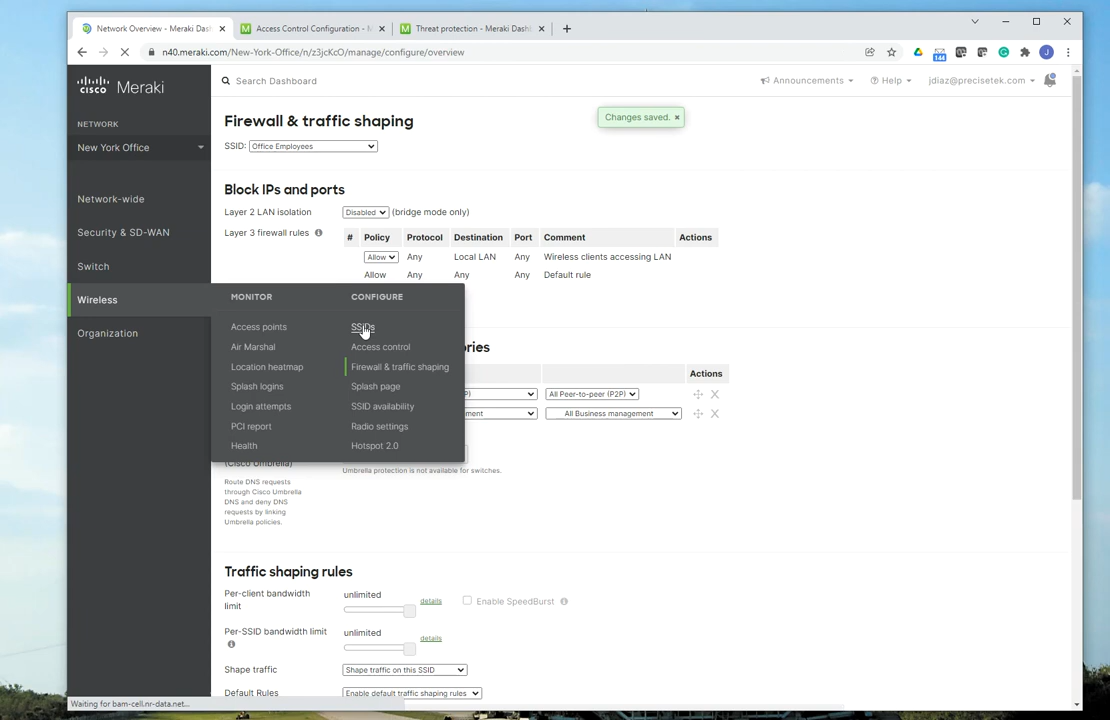 Network Overview - Meraki Das
Access Control Configuration - M
Threat protection - Meraki Dash
n40.meraki.com/New-York-Office/n/z3jcKcO/manage/configure/overview
144
J
cisco Meraki
Search Dashboard
Announcements
Help
jdiaz@precisetek.com
NETWORK
New York Office
Network-wide
Security & SD-WAN
Switch
Wireless
Organization
Firewall & traffic shaping
Changes saved. ×
SSID: Office Employees
Block IPs and ports
Layer 2 LAN isolation Disabled (bridge mode only)
Layer 3 firewall rules
# Policy Protocol Destination Port Comment Actions
Allow Any Local LAN Any Wireless clients accessing LAN
Allow Any Any Any Default rule
MONITOR
Access points
Air Marshal
Location heatmap
Splash logins
Login attempts
PCI report
Health
CONFIGURE
SSIDs
Access control
Firewall & traffic shaping
Splash page
SSID availability
Radio settings
Hotspot 2.0
ories
Actions
P) All Peer-to-peer (P2P)
ment All Business management
(Cisco Umbrella)
Umbrella protection is not available for switches.
Route DNS requests
through Cisco Umbrella
DNS and deny DNS
requests by linking
Umbrella policies.
Traffic shaping rules
Per-client bandwidth
limit
unlimited
details
Enable SpeedBurst
Per-SSID bandwidth limit
unlimited
details
Shape traffic Shape traffic on this SSID
Default Rules Enable default traffic shaping rules
Waiting for bam-cell.nr-data.net...